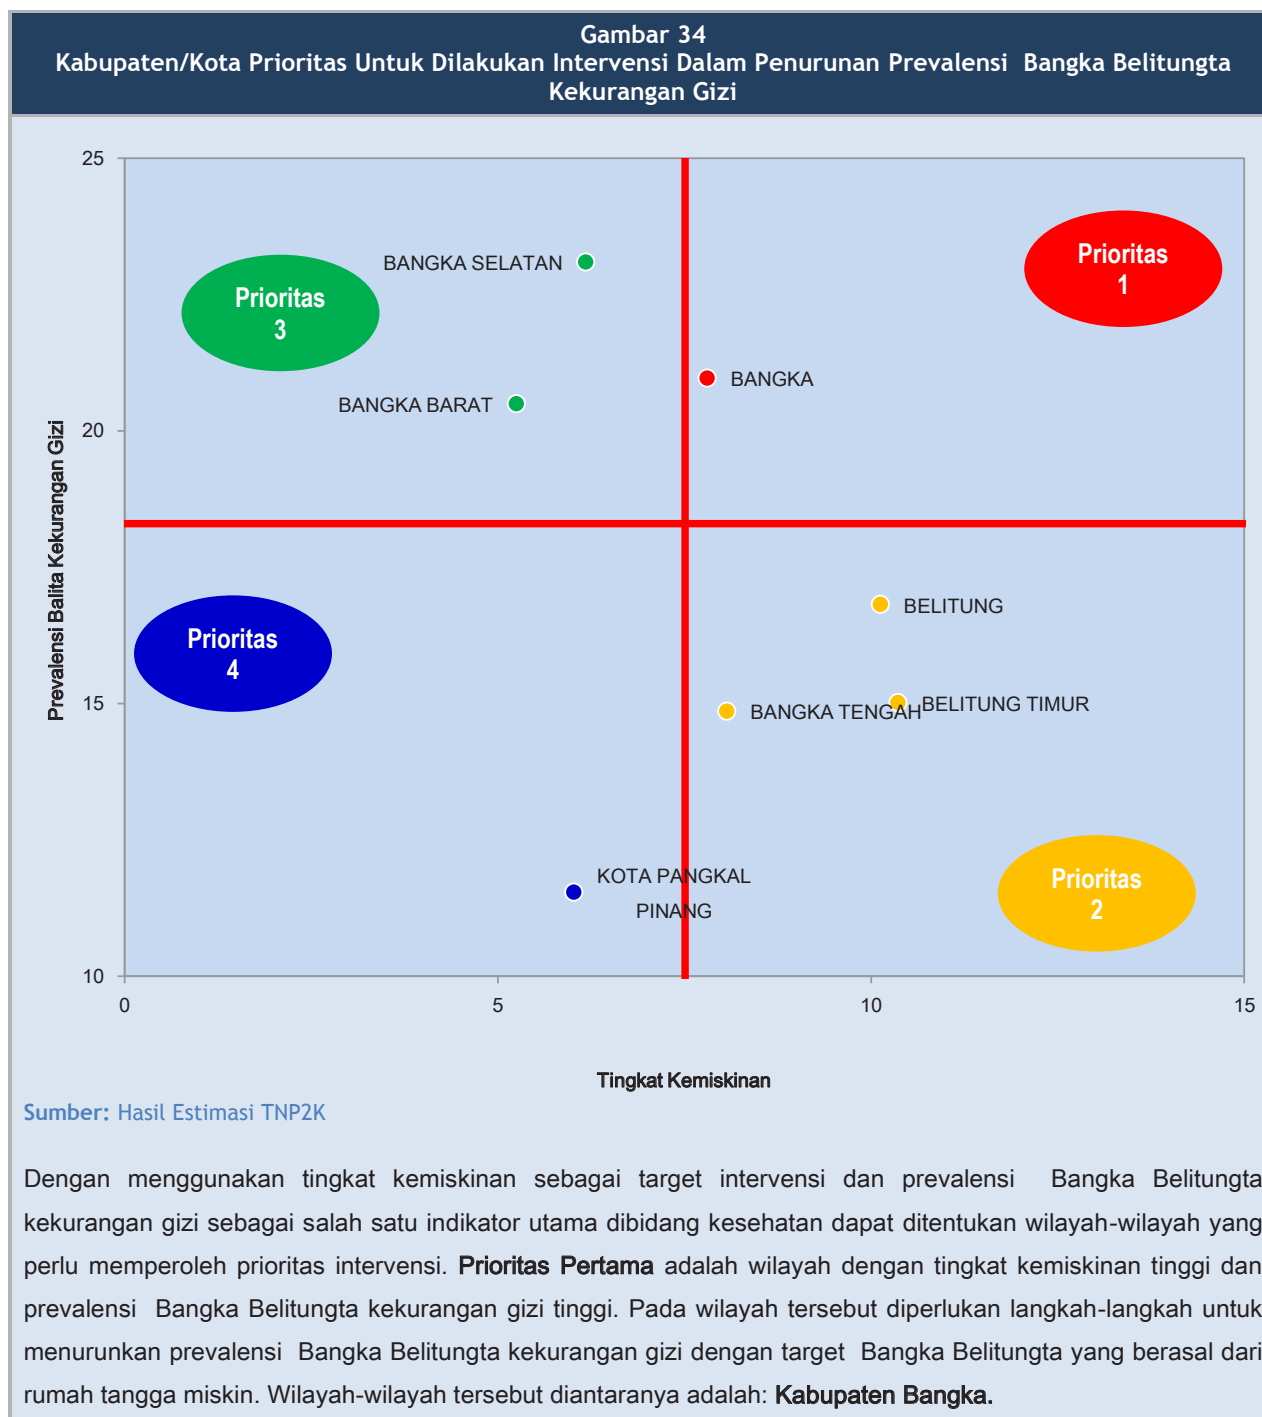 Gambar 34
Kabupaten/Kota Prioritas Untuk Dilakukan Intervensi Dalam Penurunan Prevalensi Bangka Belitungta
Kekurangan Gizi
25
20
15
10
Prevalensi Balita Kekurangan Gizi
BANGKA SELATAN
Prioritas
3
Prioritas
1
BANGKA
BANGKA BARAT
Prioritas
4
BELITUNG
BANGKA TENGAH
BELITUNG TIMUR
KOTA PANGKAL
PINANG
Prioritas
2
0
5
10
15
Tingkat Kemiskinan
Sumber: Hasil Estimasi TNP2K
Dengan menggunakan tingkat kemiskinan sebagai target intervensi dan prevalensi Bangka Belitungta
kekurangan gizi sebagai salah satu indikator utama dibidang kesehatan dapat ditentukan wilayah-wilayah yang
perlu memperoleh prioritas intervensi. Prioritas Pertama adalah wilayah dengan tingkat kemiskinan tinggi dan
prevalensi Bangka Belitungta kekurangan gizi tinggi. Pada wilayah tersebut diperlukan langkah-langkah untuk
menurunkan prevalensi Bangka Belitungta kekurangan gizi dengan target Bangka Belitungta yang berasal dari
rumah tangga miskin. Wilayah-wilayah tersebut diantaranya adalah: Kabupaten Bangka.